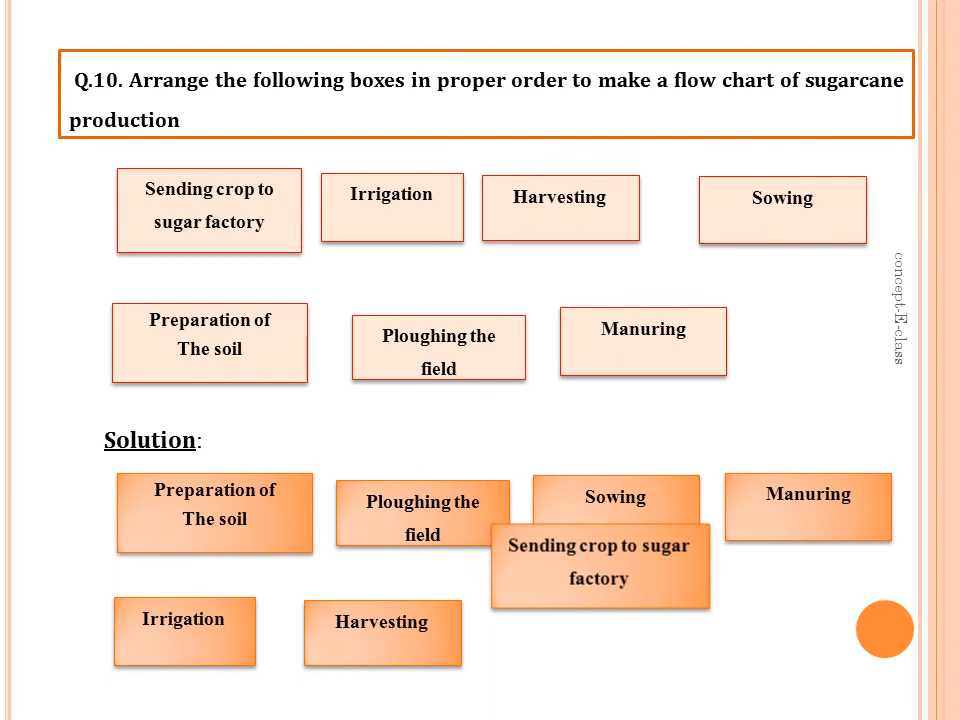 Q.10. Arrange the following boxes in proper order to make a flow chart of sugarcane
production
Sending crop to
sugar factory
Irrigation
Harvesting
Sowing
concept-E-class
Preparation of
The soil
Ploughing the
field
Manuring
Solution:
Preparation of
The soil
Ploughing the
field
Sowing
Manuring
Sending crop to sugar
factory
Irrigation
Harvesting